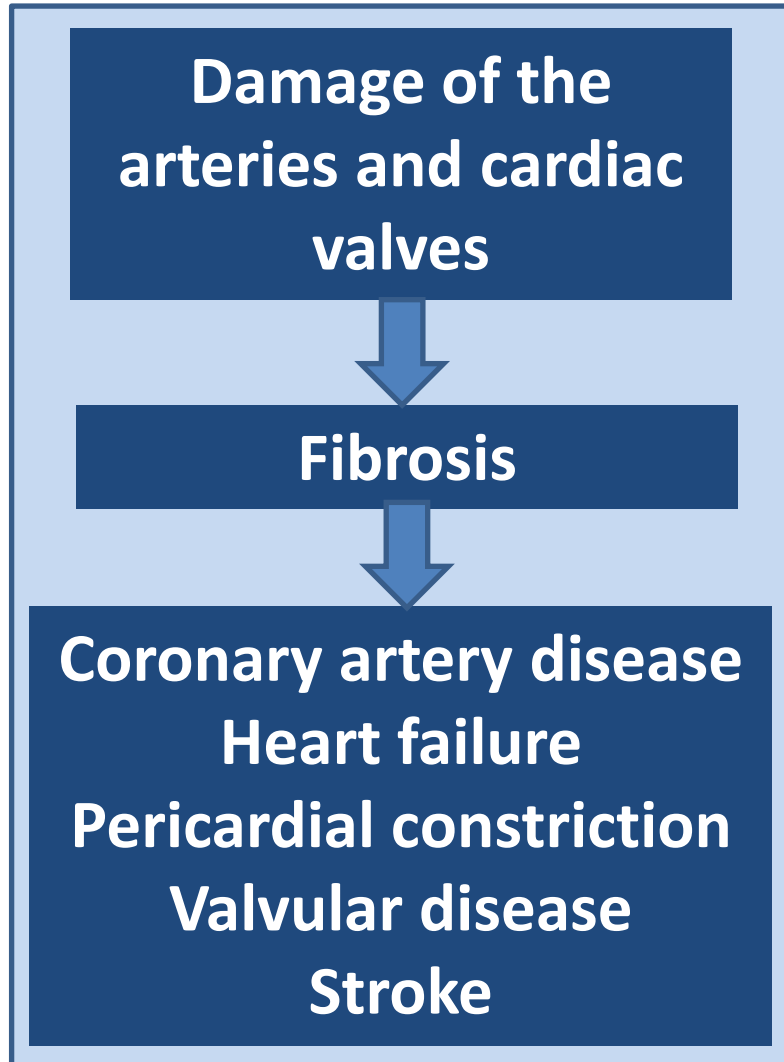 Damage of the
arteries and cardiac
valves
Fibrosis
Coronary artery disease
Heart failure
Pericardial constriction
Valvular disease
Stroke